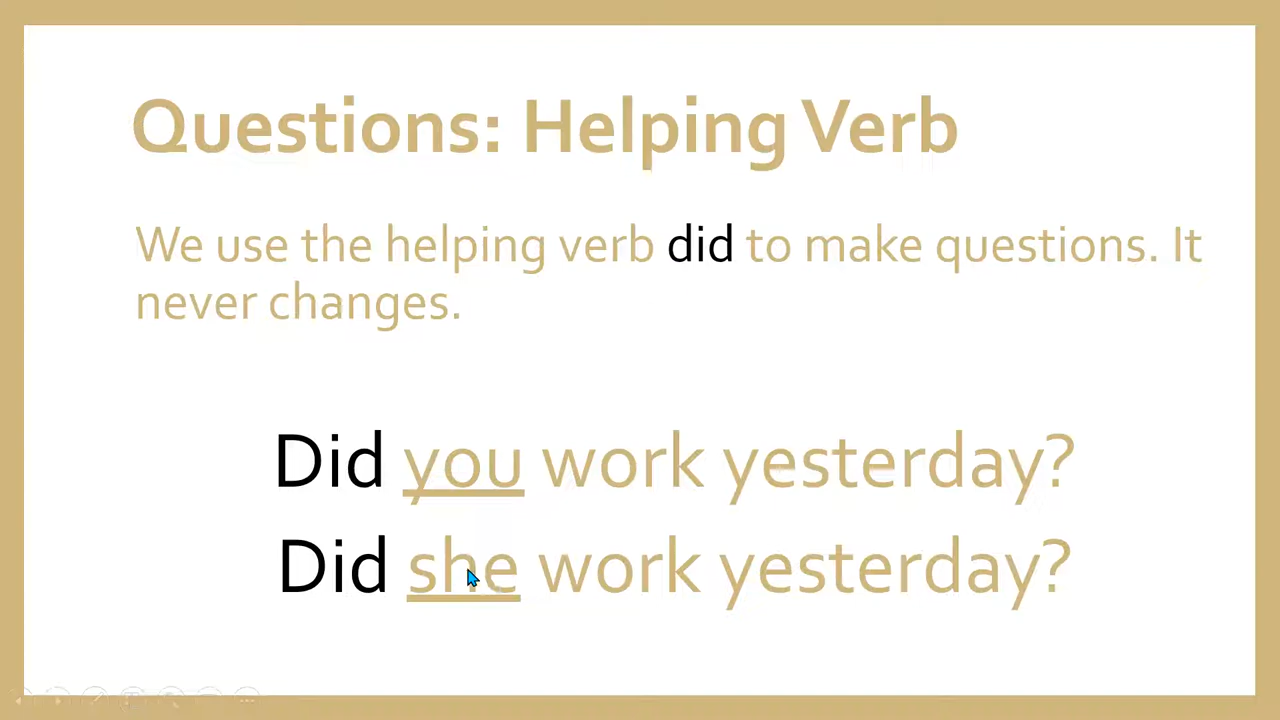 Questions: Helping Verb
We use the helping verb did to make questions. It
never changes.
Did you work yesterday?
Did she work yesterday?